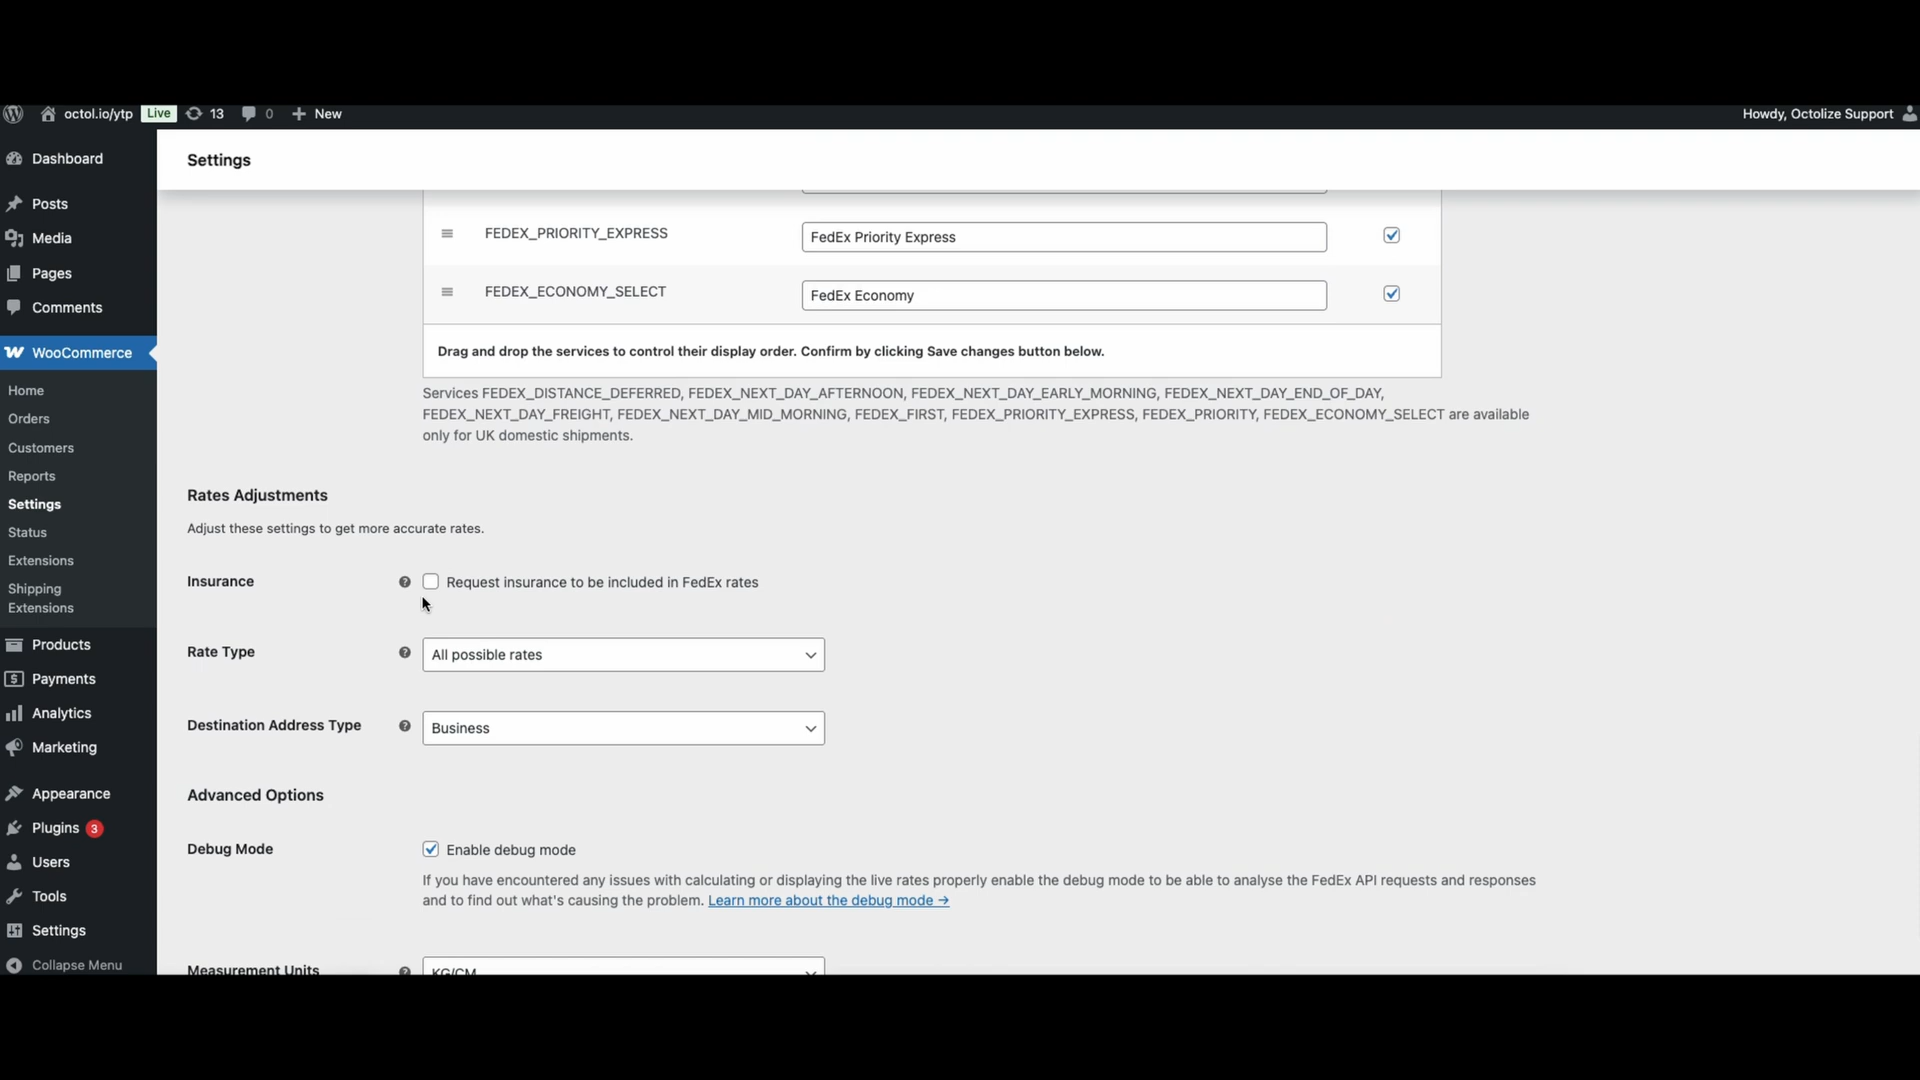 octol.io/ytp Live 13 0 New Howdy, Octolize Support
Dashboard
Posts
Media
Pages
Comments
WooCommerce
Home
Orders
Customers
Reports
Settings
Status
Extensions
Shipping
Extensions
Products
Payments
Analytics
Marketing
Appearance
Plugins 3
Users
Tools
Settings
Collapse Menu
Settings
FEDEX_PRIORITY_EXPRESS FedEx Priority Express
FEDEX_ECONOMY_SELECT FedEx Economy
Drag and drop the services to control their display order. Confirm by clicking Save changes button below.
Services FEDEX_DISTANCE_DEFERRED, FEDEX_NEXT_DAY_AFTERNOON, FEDEX_NEXT_DAY_EARLY_MORNING, FEDEX_NEXT_DAY_END_OF_DAY,
FEDEX_NEXT_DAY_FREIGHT, FEDEX_NEXT_DAY_MID_MORNING, FEDEX_FIRST, FEDEX_PRIORITY_EXPRESS, FEDEX_PRIORITY, FEDEX_ECONOMY_SELECT are available
only for UK domestic shipments.
Rates Adjustments
Adjust these settings to get more accurate rates.
Insurance ? Request insurance to be included in FedEx rates
Rate Type ? All possible rates
Destination Address Type ? Business
Advanced Options
Debug Mode Enable debug mode
If you have encountered any issues with calculating or displaying the live rates properly enable the debug mode to be able to analyse the FedEx API requests and responses
and to find out what's causing the problem. Learn more about the debug mode →
Measurement Units ? KG/CM